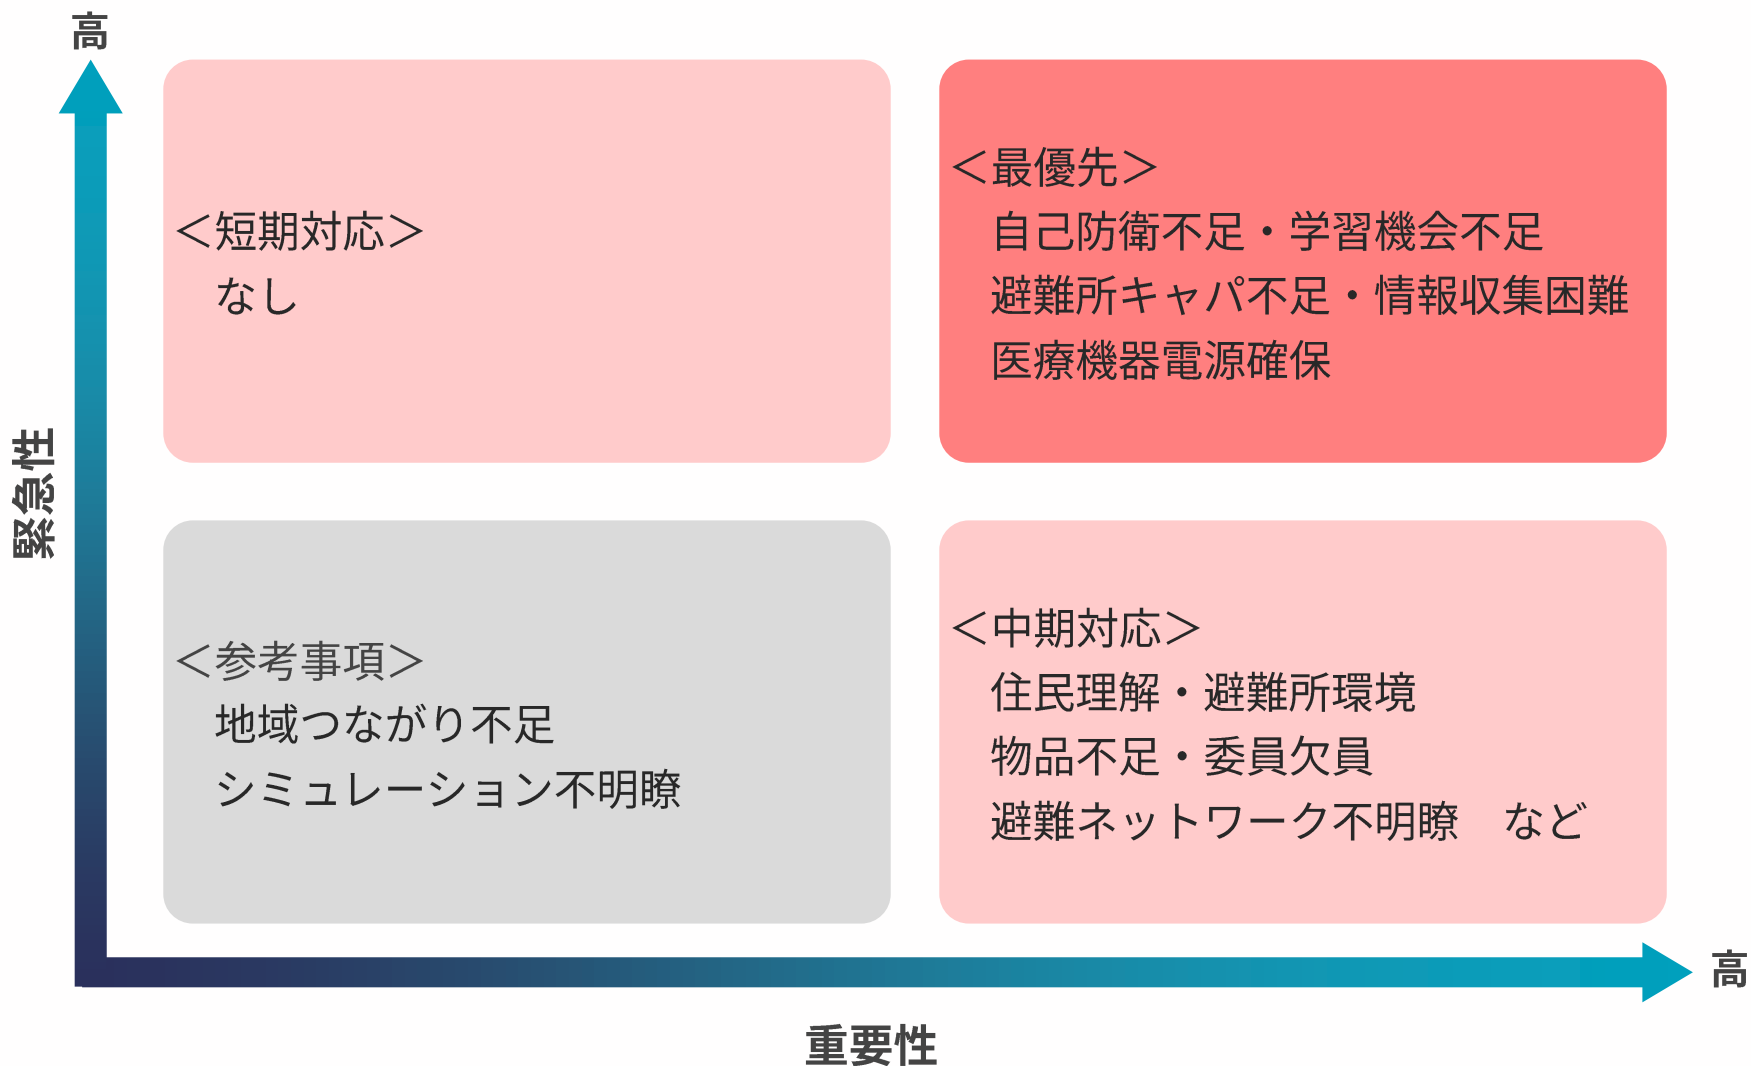 高
＜短期対応＞
なし
＜最優先＞
自己防衛不足・学習機会不足
避難所キャパ不足・情報収集困難
医療機器電源確保
緊急性
＜参考事項＞
地域つながり不足
シミュレーション不明瞭
＜中期対応＞
住民理解・避難所環境
物品不足・委員欠員
避難ネットワーク不明瞭　など
高
重要性